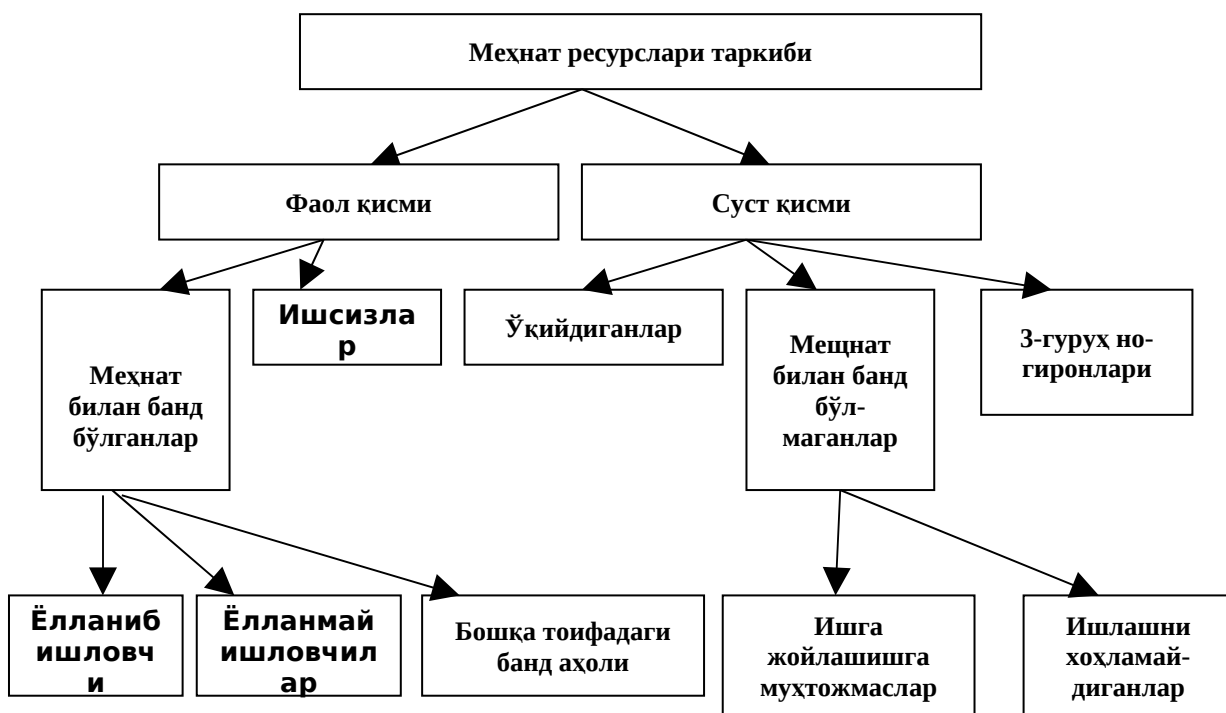 Меҳнат ресурслари таркиби
Фаол қисми
Суст қисми
Меҳнат
билан банд
бўлганлар
Ишсизла
р
Ўқийдиганлар
Мещнат
билан банд
бўл-
маганлар
3-гуруҳ но-
гиронлари
Ёлланиб
ишловч
и
Ёлланмай
ишловчил
ар
Бошқа тоифадаги
банд аҳоли
Ишга
жойлашишга
муҳтожмаслар
Ишлашни
хоҳламай-
диганлар